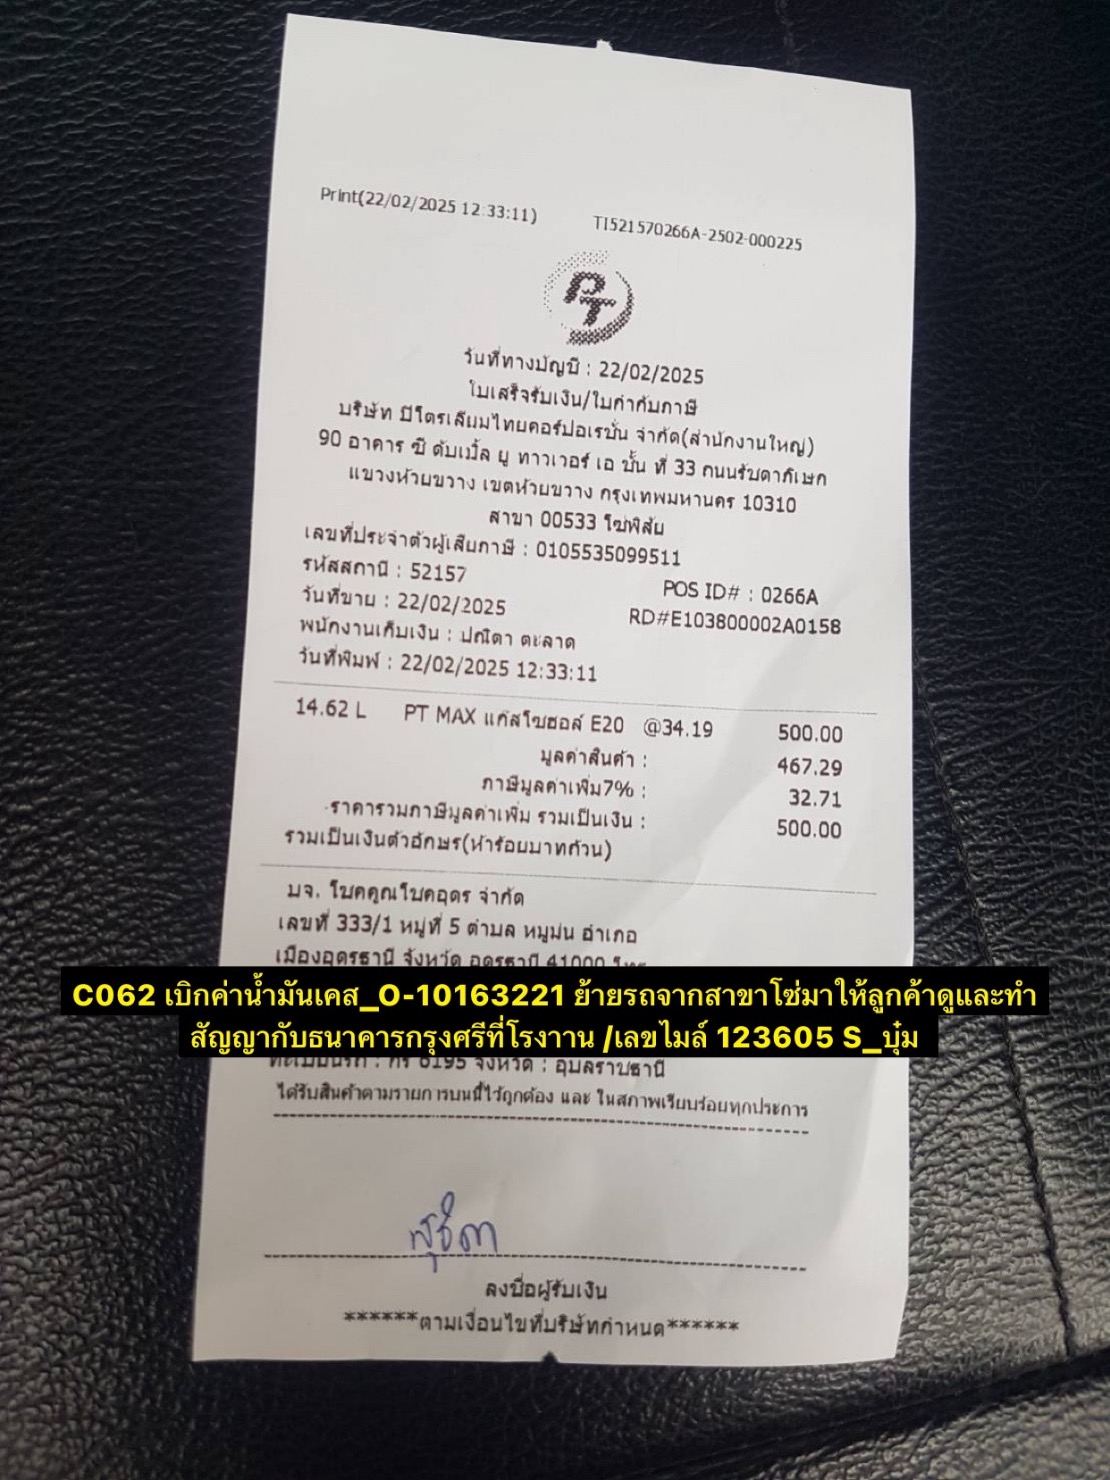 Print(22/02/2025 12:33:11) TI521570266A-2502-000225
PT
วันที่ทางบัญชี : 22/02/2025
ใบเสร็จรับเงิน/ใบกำกับภาษี
บริษัท ปิโตรเลียมไทยคอร์ปอเรชั่น จำกัด(สำนักงานใหญ่)
90 อาคาร ซี ดับเบิ้ล ยู ทาวเวอร์ เอ ชั้น ที่ 33 ถนนรัชดาภิเษก
แขวงห้วยขวาง เขตห้วยขวาง กรุงเทพมหานคร 10310
สาขา 00533 โซ่พิสัย
เลขที่ประจำตัวผู้เสียภาษี : 0105535099511
รหัสสถานี : 52157 POS ID# : 0266A
วันที่ขาย : 22/02/2025 RD#E103800002A0158
พนักงานเก็บเงิน : ปณิตา ตะลาด
วันที่พิมพ์ : 22/02/2025 12:33:11
14.62 L PT MAX แก๊สโซฮอล์ E20 @34.19 500.00
มูลค่าสินค้า : 467.29
ภาษีมูลค่าเพิ่ม7% : 32.71
ราคารวมภาษีมูลค่าเพิ่ม รวมเป็นเงิน : 500.00
รวมเป็นเงินตัวอักษร(ห้าร้อยบาทถ้วน)
บจ. โชคคูณโชคอุดร จำกัด
เลขที่ 333/1 หมู่ที่ 5 ตำบล หมูม่น อำเภอ
เมืองอุดรธานี จังหวัด อุดรธานี 41000 โทร
C062 เบิกค่าน้ำมันเคส_O-10163221 ย้ายรถจากสาขาโซ่มาให้ลูกค้าดูและทำ
สัญญากับธนาคารกรุงศรีที่โรงาาน /เลขไมล์ 123605 S_บุ๋ม
ทะเบียนรถ : กร 6195 จังหวัด : อุบลราชธานี
ได้รับสินค้าตามรายการบนนี้ไว้ถูกต้อง และ ในสภาพเรียบร้อยทุกประการ
ลงชื่อผู้รับเงิน
******ตามเงื่อนไขที่บริษัทกำหนด******